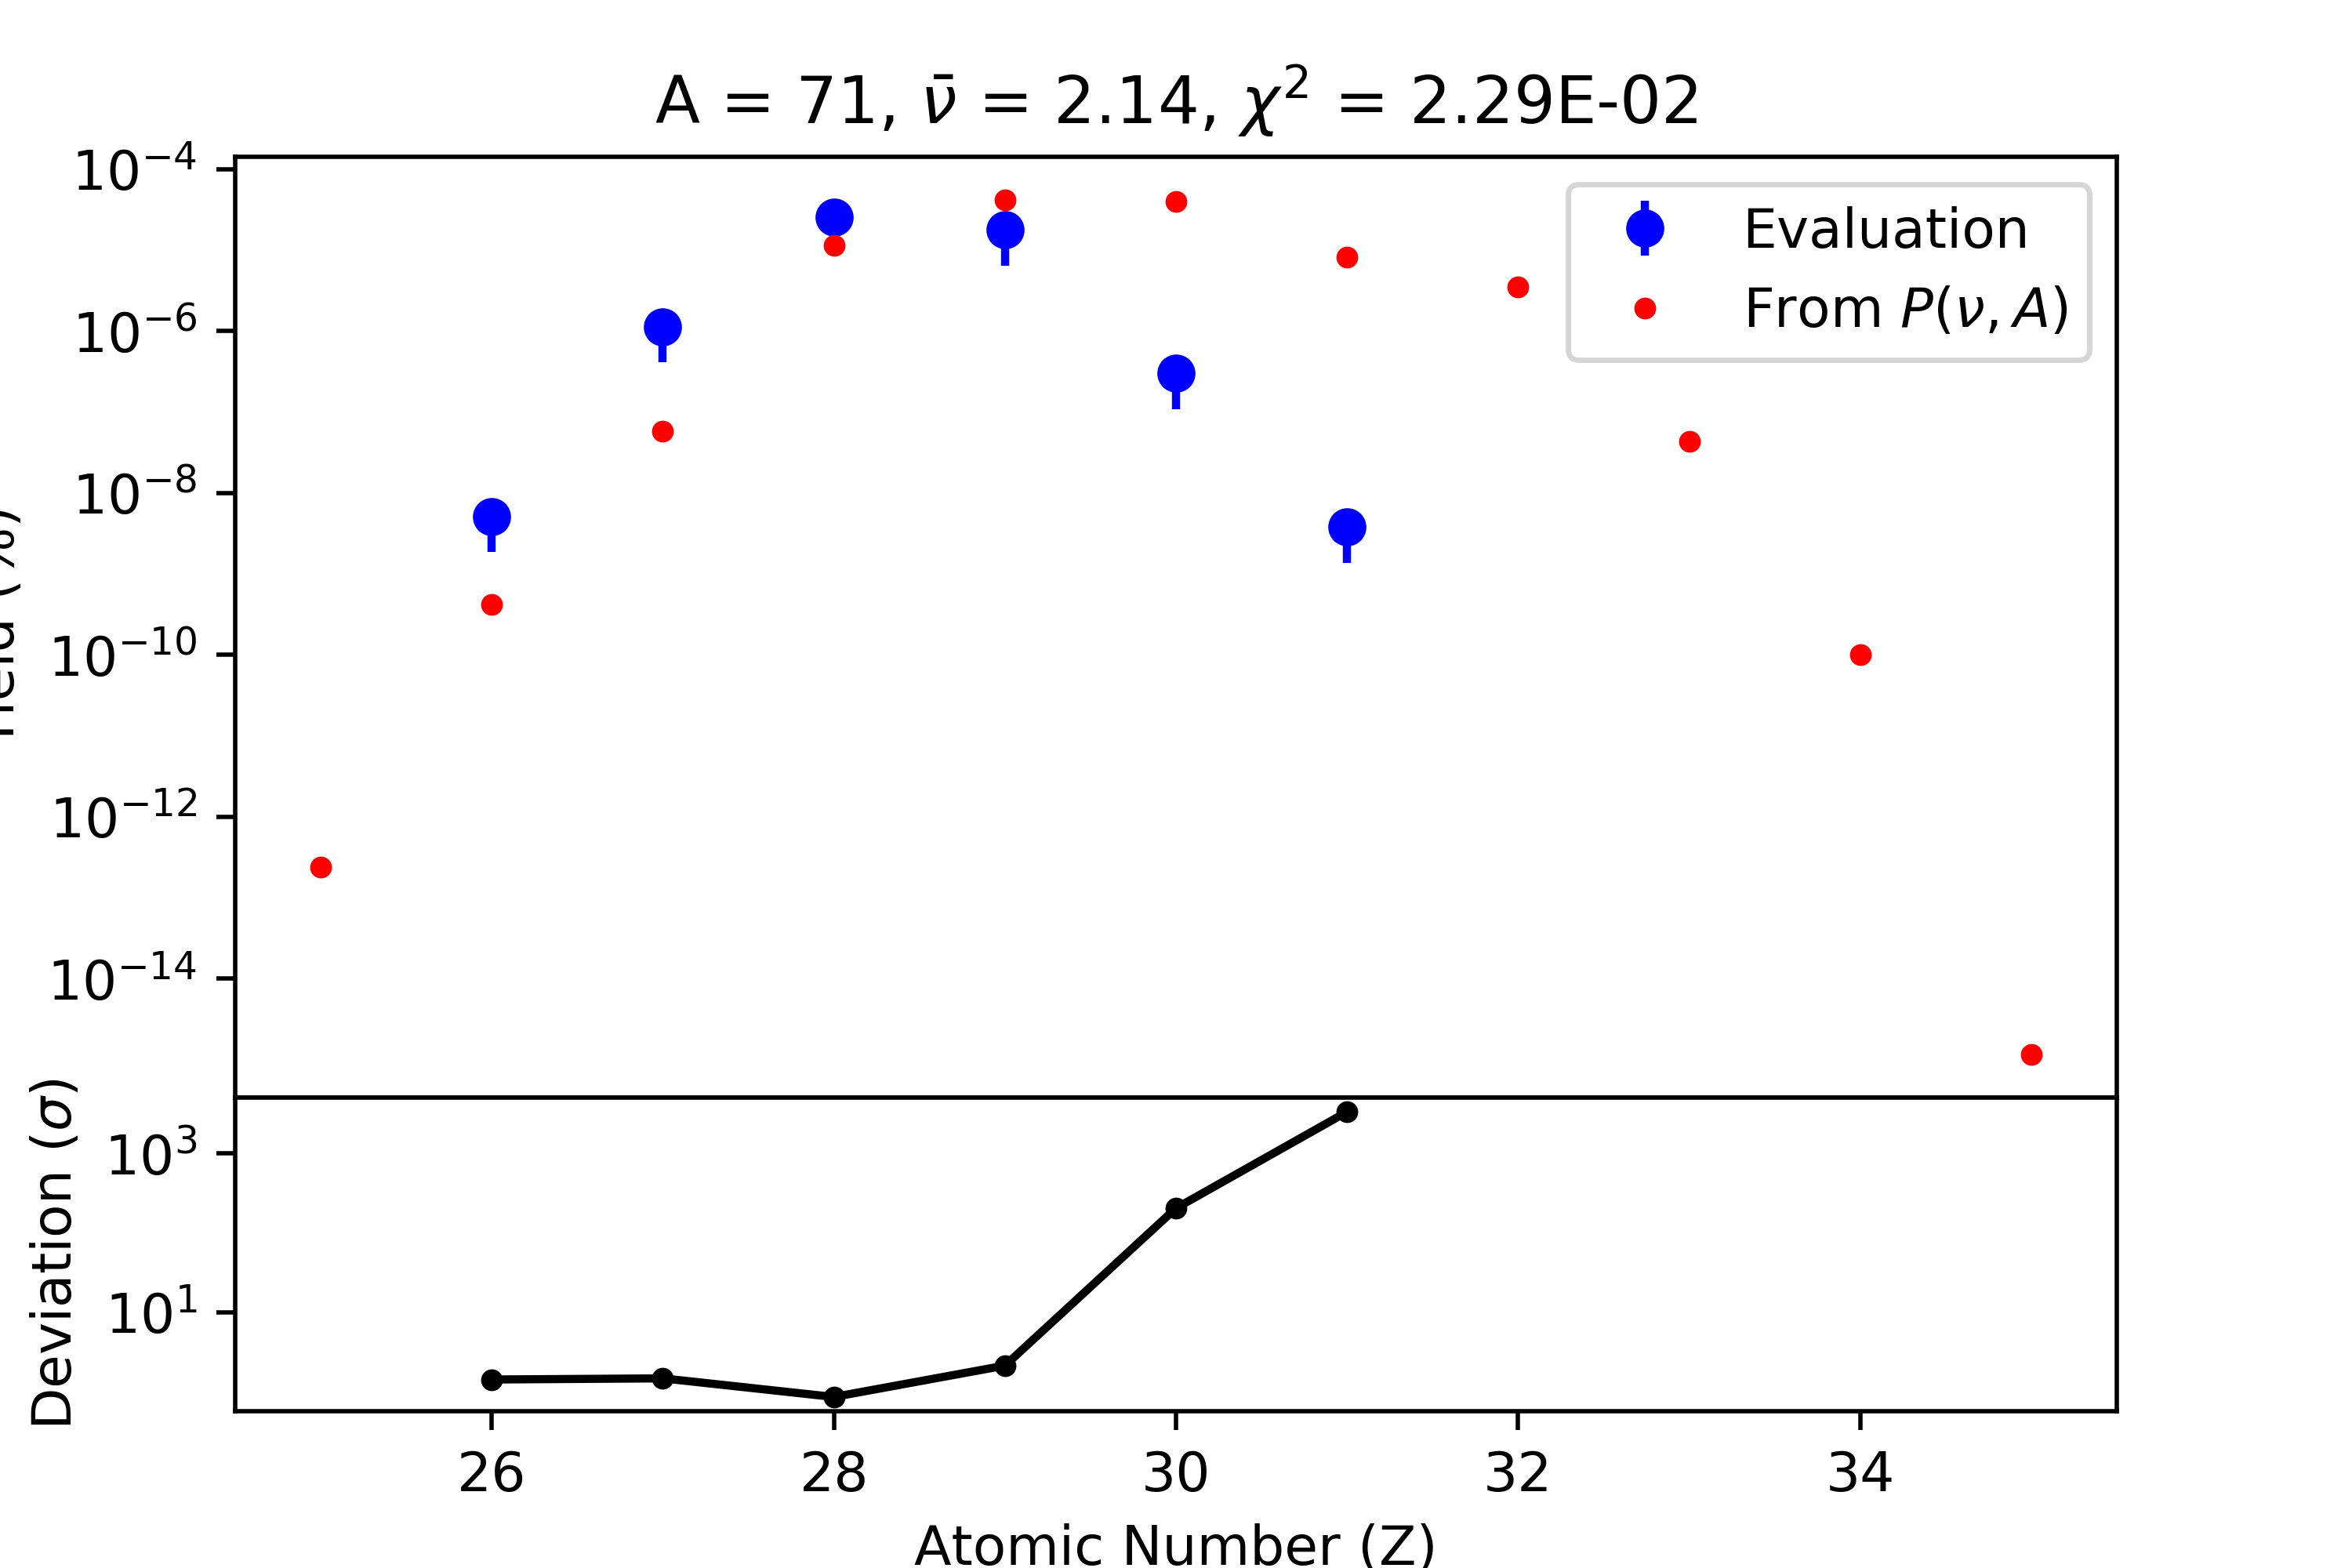 A = 71, ν̄ = 2.14, χ² = 2.29E-02
10⁻⁴
10⁻⁶
10⁻⁸
10⁻¹⁰
10⁻¹²
10⁻¹⁴
Evaluation
From P(ν, A)
(%)
Deviation (σ)
10³
10¹
26 28 30 32 34
Atomic Number (Z)